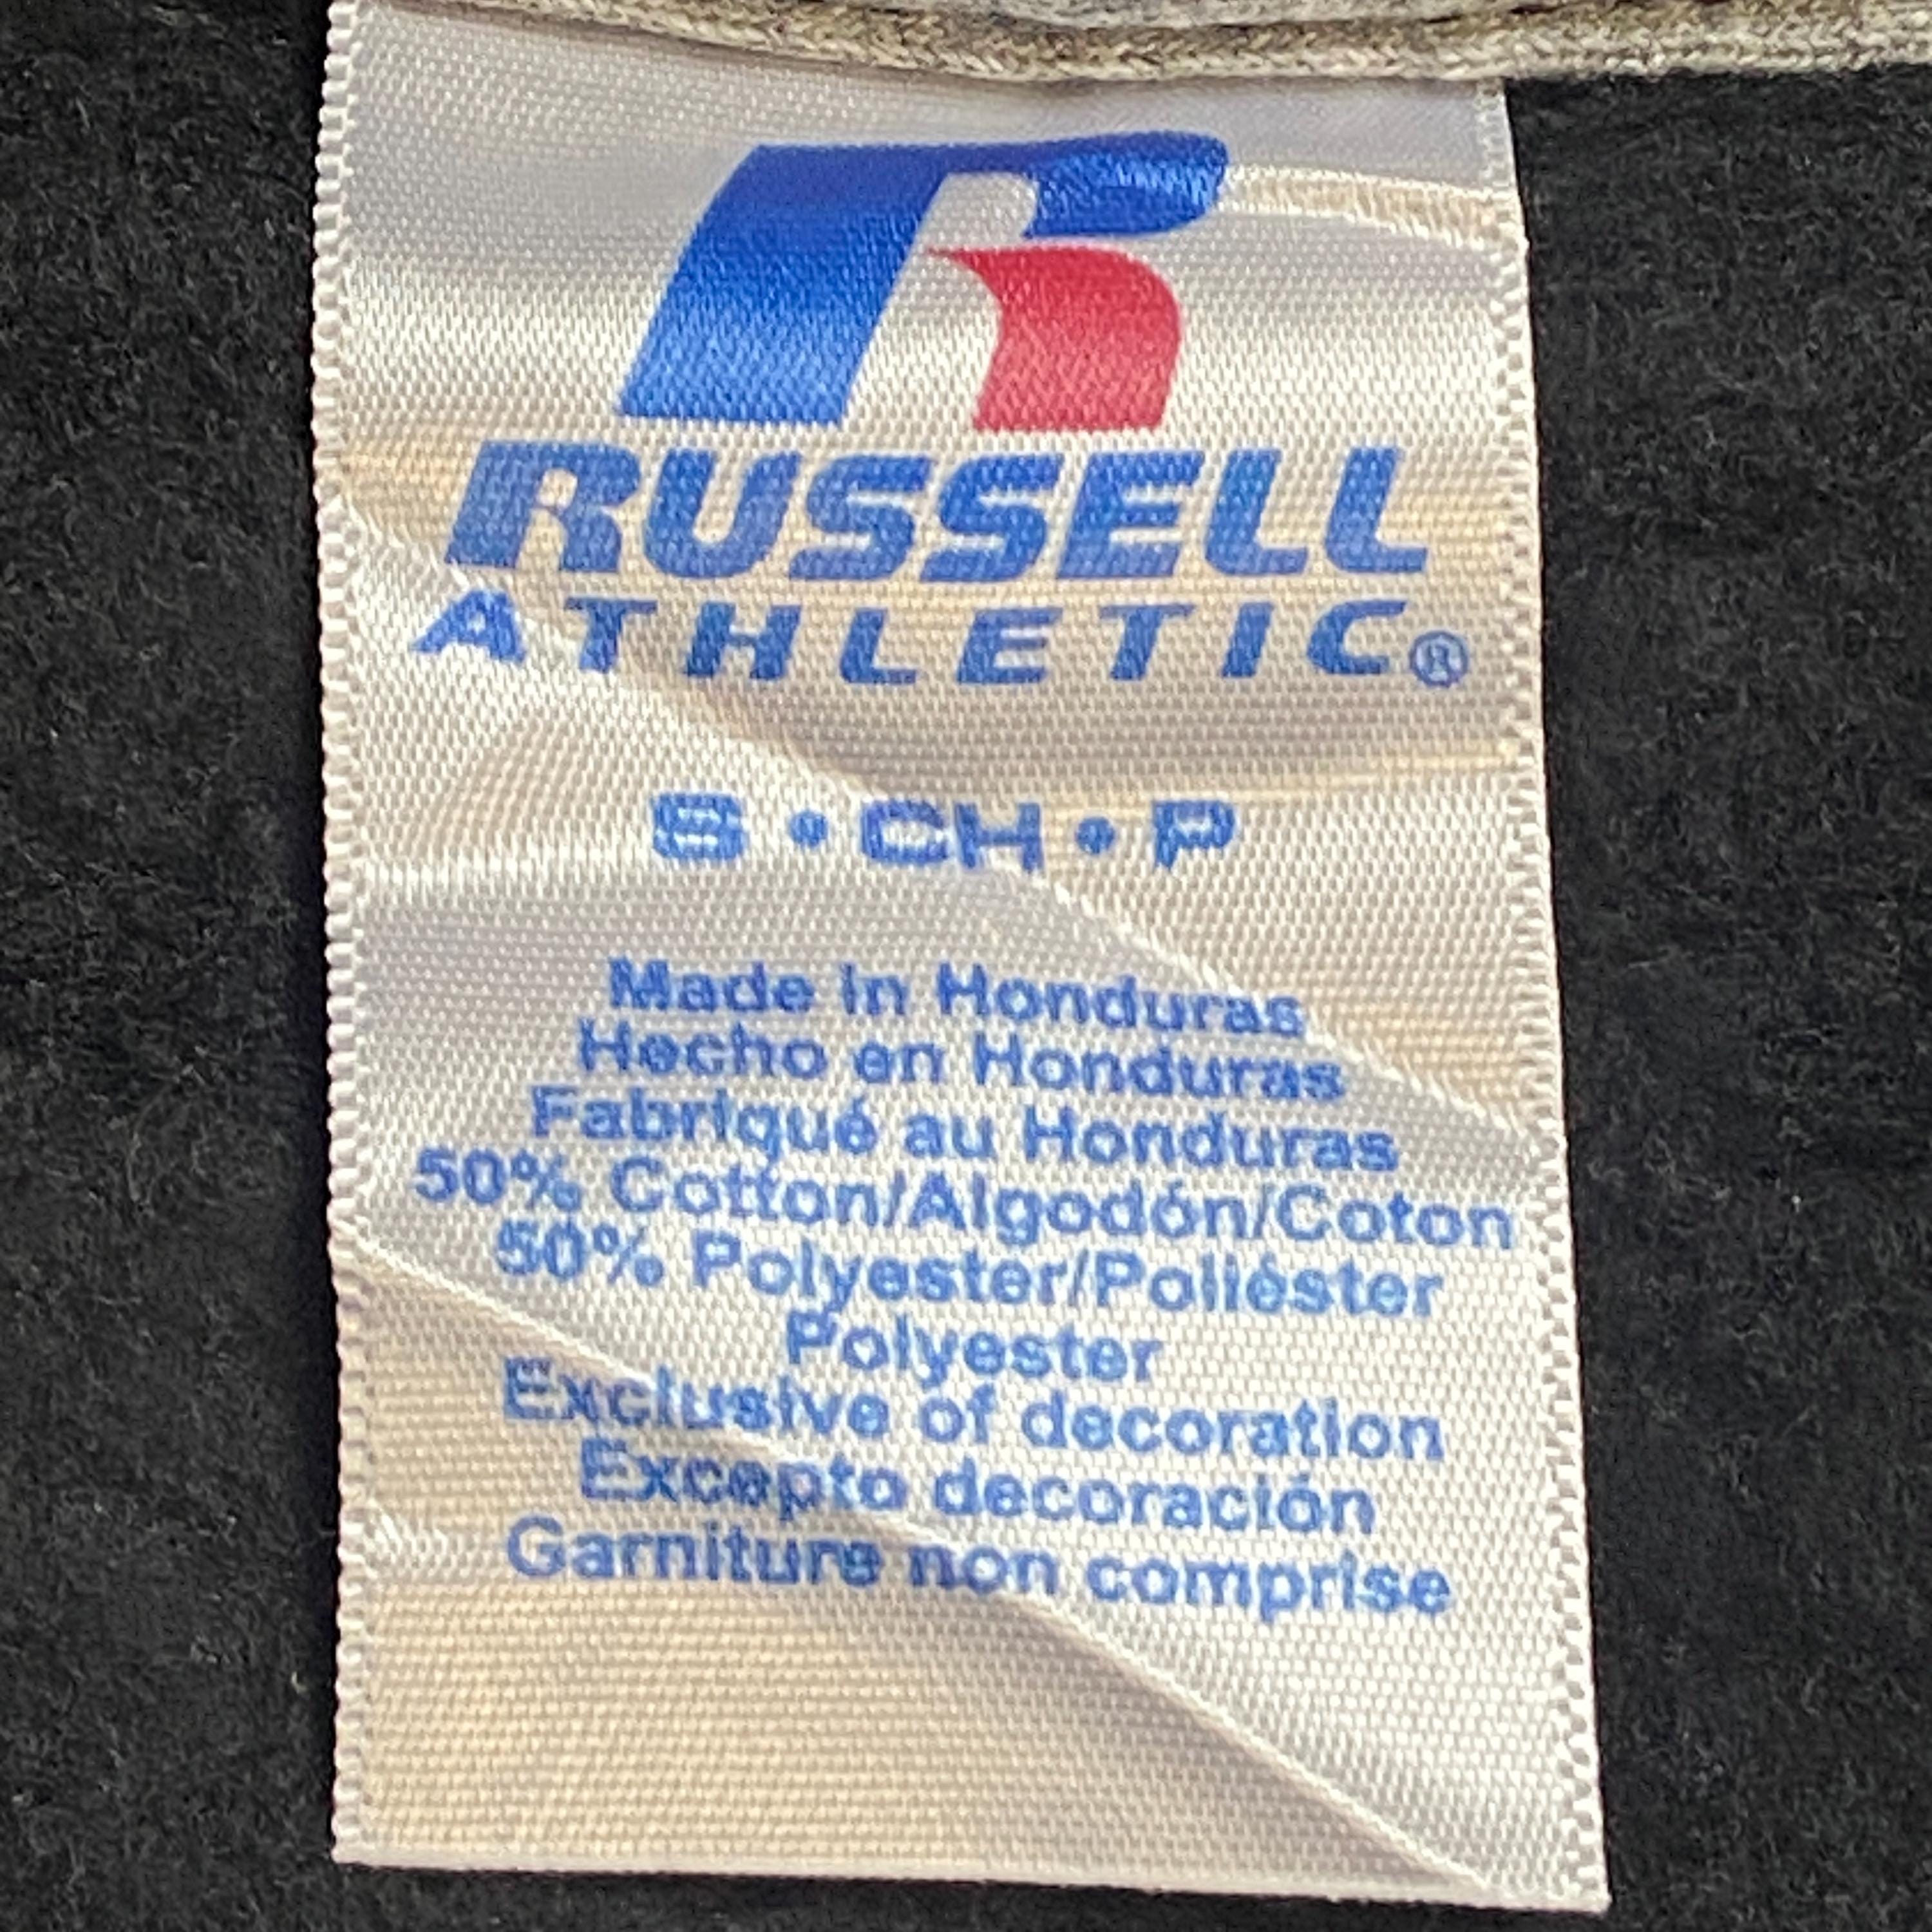 RUSSELL
ATHLETIC®
S • CH • P
Made in Honduras
Hecho en Honduras
Fabriqué au Honduras
50% Cotton/Algodón/Coton
50% Polyester/Poliéster
Polyester
Exclusive of decoration
Excepto decoración
Garniture non comprise